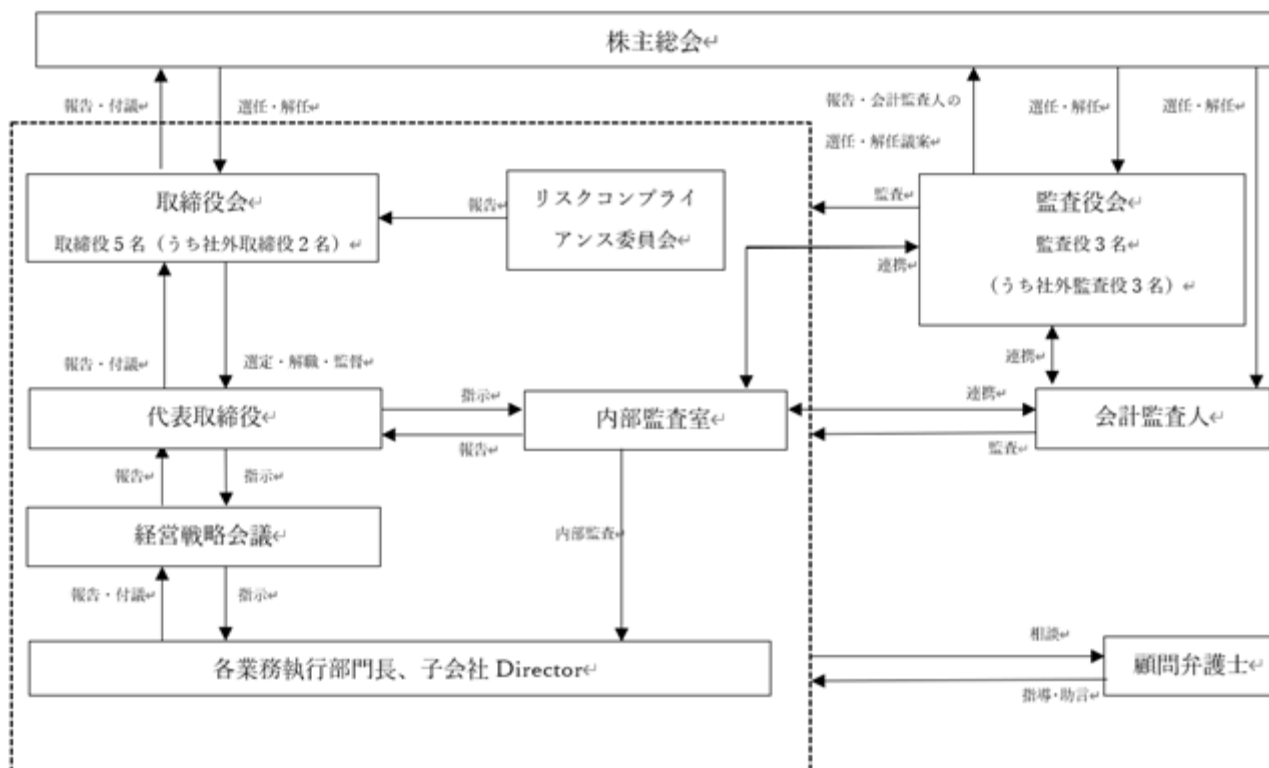 株主総会↵
報告・付議↵
選任・解任↵
報告・会計監査人の
選任・解任議案↵
選任・解任↵
選任・解任↵
取締役会↵
取締役5名（うち社外取締役2名）↵
報告↵
リスクコンプライ
アンス委員会↵
監査↵
連携↵
監査役会↵
監査役3名↵
（うち社外監査役3名）↵
報告・付議↵
選定・解職・監督↵
連携↵
代表取締役↵
指示↵
報告↵
内部監査室↵
連携↵
監査↵
会計監査人↵
報告↵
指示↵
経営戦略会議↵
内部監査↵
報告・付議↵
指示↵
各業務執行部門長、子会社 Director↵
相談↵
指導・助言↵
顧問弁護士↵